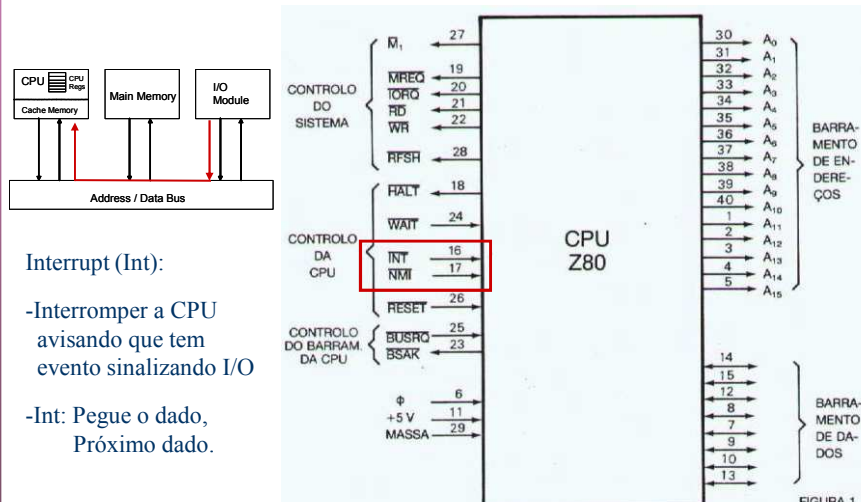 CPU
CPU
Regs
Cache Memory
Main Memory
I/O
Module
Address / Data Bus
Interrupt (Int):
-Interromper a CPU
avisando que tem
evento sinalizando I/O
-Int: Pegue o dado,
Próximo dado.
CONTROLO
DO
SISTEMA
M1 27
MREQ 19
IORQ 20
RD 21
WR 22
RFSH 28
CONTROLO
DA
CPU
HALT 18
WAIT 24
INT 16
NMI 17
RESET 26
CONTROLO
DO BARRAM.
DA CPU
BUSRQ 25
BSAK 23
Φ 6
+5 V 11
MASSA 29
CPU
Z80
30 A0
31 A1
32 A2
33 A3
34 A4
35 A5
36 A6
37 A7
38 A8
39 A9
40 A10
1 A11
2 A12
3 A13
4 A14
5 A15
BARRA-
MENTO
DE EN-
DERE-
ÇOS
14
15
12
8
7
9
10
13
BARRA-
MENTO
DE DA-
DOS
FIGURA 1